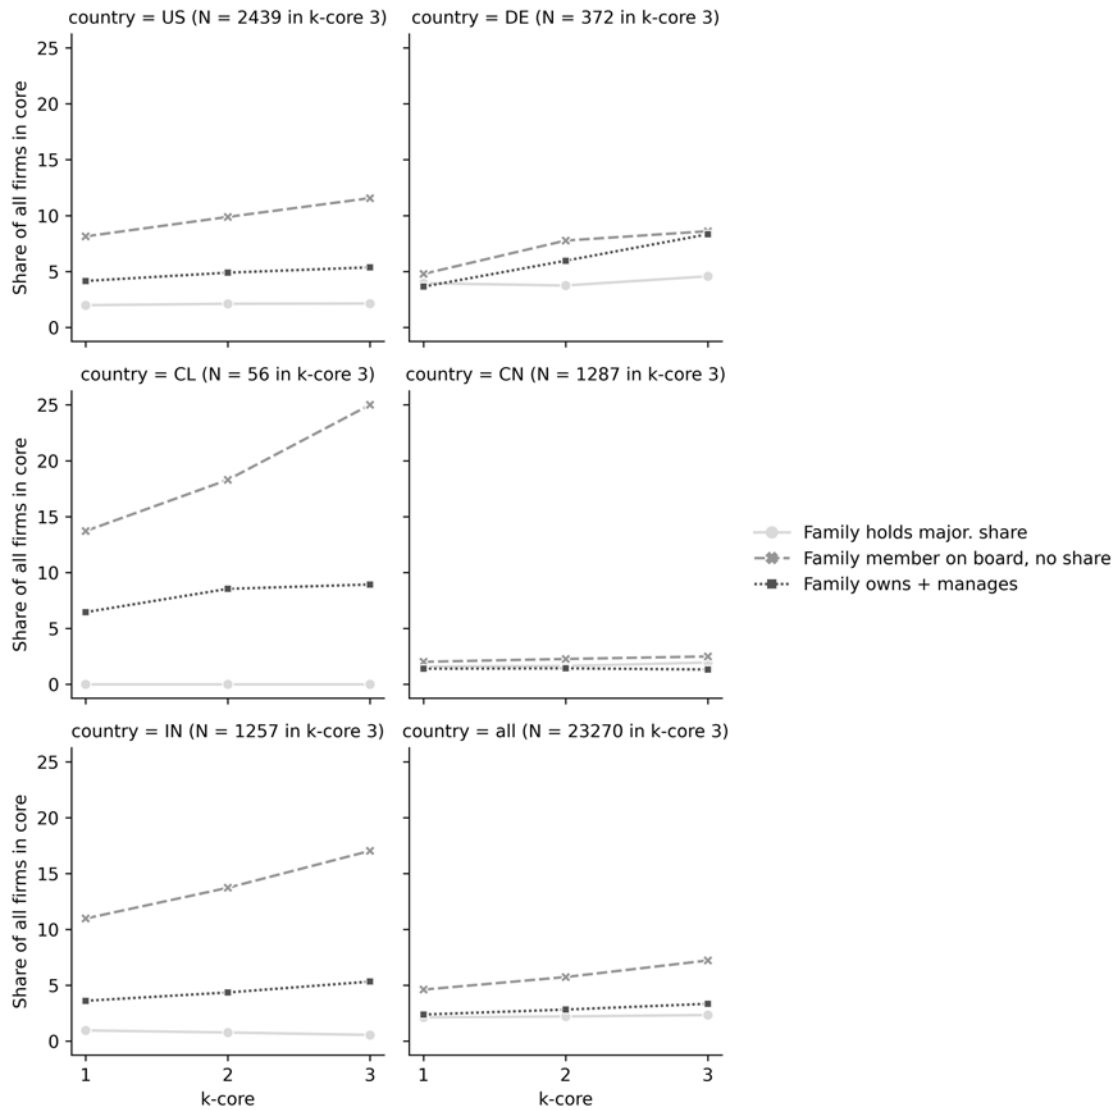 country = US (N = 2439 in k-core 3)
country = DE (N = 372 in k-core 3)
25
20
15
10
5
0
Share of all firms in core
country = CL (N = 56 in k-core 3)
country = CN (N = 1287 in k-core 3)
25
20
15
10
5
0
Share of all firms in core
Family holds major. share
Family member on board, no share
Family owns + manages
country = IN (N = 1257 in k-core 3)
country = all (N = 23270 in k-core 3)
25
20
15
10
5
0
Share of all firms in core
1 2 3
k-core
1 2 3
k-core